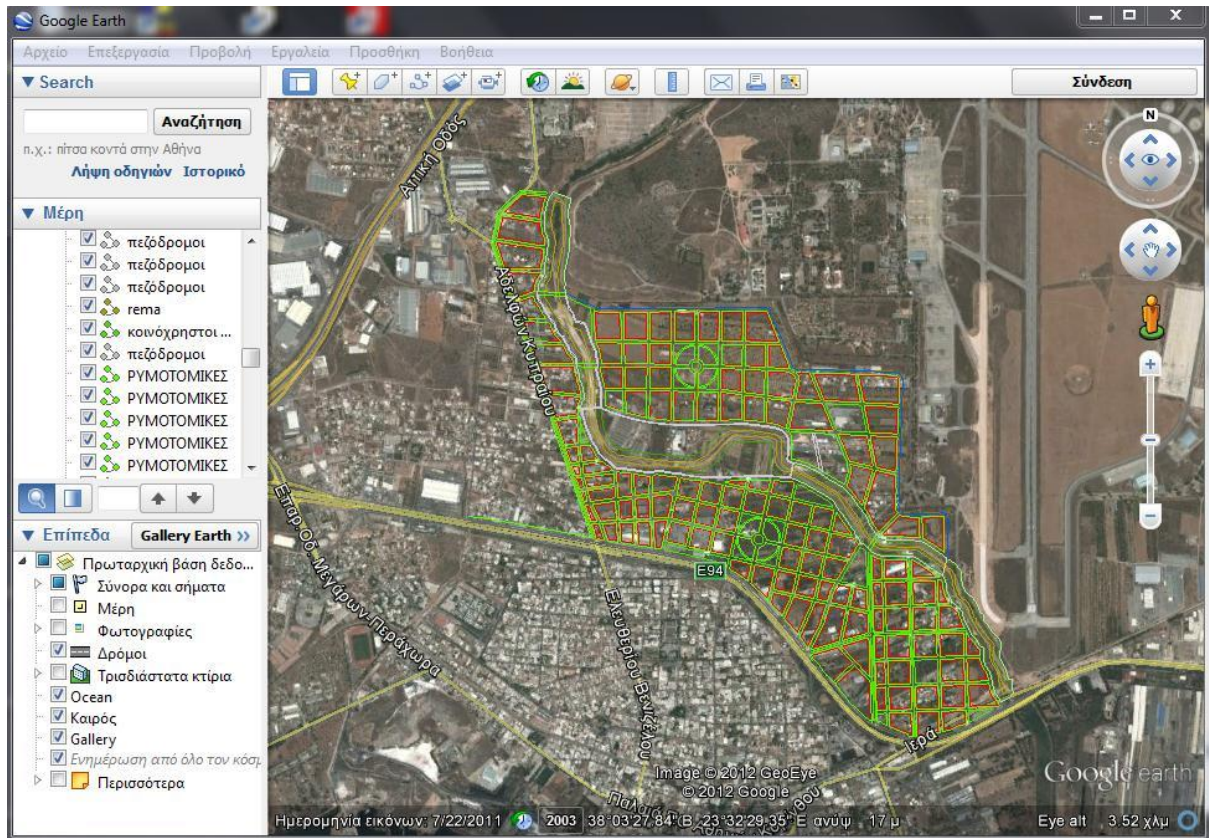 Google Earth
Αρχείο Επεξεργασία Προβολή Εργαλεία Προσθήκη Βοήθεια
Search
Αναζήτηση
π.χ.: πίτσα κοντά στην Αθήνα
Λήψη οδηγιών Ιστορικό
Μέρη
πεζόδρομοι
πεζόδρομοι
πεζόδρομοι
rema
κοινόχρηστοι ...
πεζόδρομοι
ΡΥΜΟΤΟΜΙΚΕΣ
ΡΥΜΟΤΟΜΙΚΕΣ
ΡΥΜΟΤΟΜΙΚΕΣ
ΡΥΜΟΤΟΜΙΚΕΣ
ΡΥΜΟΤΟΜΙΚΕΣ
Επίπεδα Gallery Earth >>
Πρωταρχική βάση δεδο...
Σύνορα και σήματα
Μέρη
Φωτογραφίες
Δρόμοι
Τρισδιάστατα κτίρια
Ocean
Καιρός
Gallery
Ενημέρωση από όλο τον κόσμ
Περισσότερα
Σύνδεση
N
Αττική Οδός
Αδελφών Κυπραίου
E94
Επαρ.Οδ. Μεγάρων-Περάχωρα
Ελευθερίου Βενιζέλου
Ιερά
Image © 2012 GeoEye
© 2012 Google
Google earth
Ημερομηνία εικόνων: 7/22/2011 2003 38°03'27.84"Β 23°32'29.35" Ε ανύψ 17 μ Eye alt 3.52 χλμ